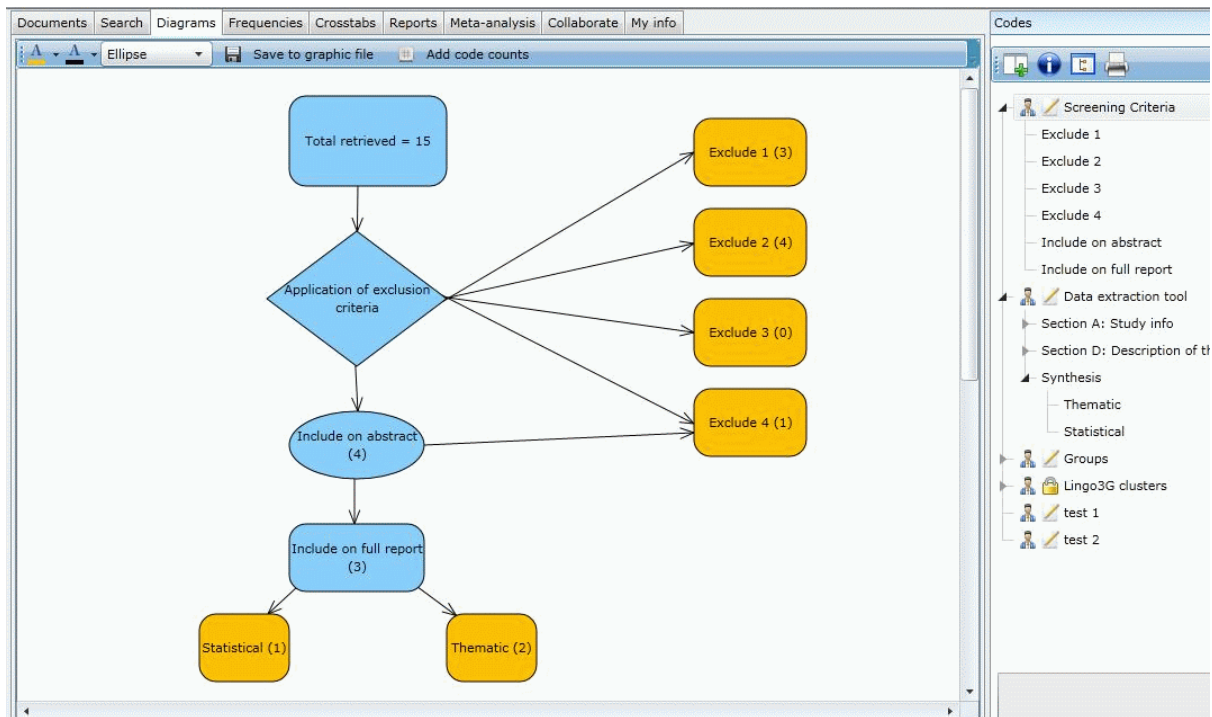 Documents
Search
Diagrams
Frequencies
Crosstabs
Reports
Meta-analysis
Collaborate
My info
A
A
Ellipse
Save to graphic file
Add code counts
Total retrieved = 15
Application of exclusion
criteria
Include on abstract
(4)
Include on full report
(3)
Statistical (1)
Thematic (2)
Exclude 1 (3)
Exclude 2 (4)
Exclude 3 (0)
Exclude 4 (1)
Codes
Screening Criteria
Exclude 1
Exclude 2
Exclude 3
Exclude 4
Include on abstract
Include on full report
Data extraction tool
Section A: Study info
Section D: Description of th
Synthesis
Thematic
Statistical
Groups
Lingo3G clusters
test 1
test 2